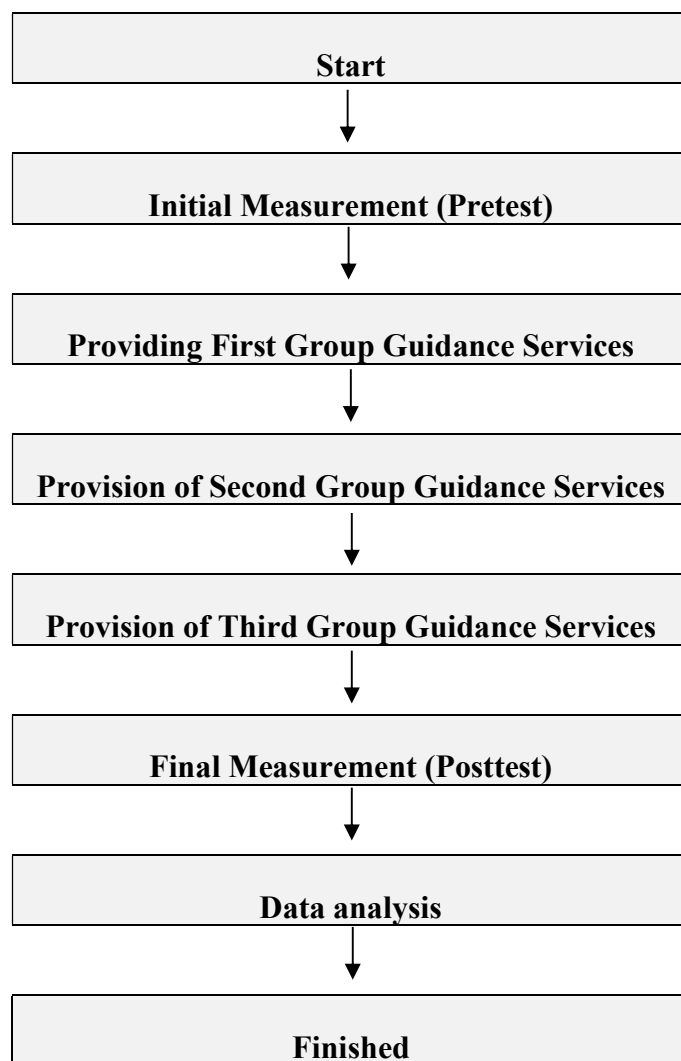 Start
Initial Measurement (Pretest)
Providing First Group Guidance Services
Provision of Second Group Guidance Services
Provision of Third Group Guidance Services
Final Measurement (Posttest)
Data analysis
Finished